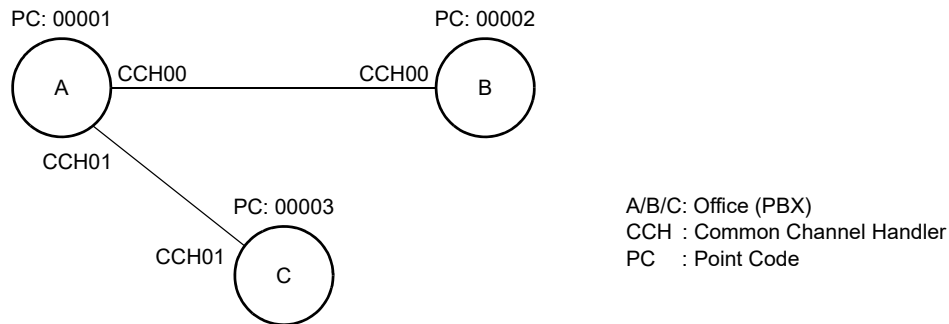 PC: 00001
PC: 00002
A
CCH00
CCH00
B
CCH01
PC: 00003
CCH01
C
A/B/C: Office (PBX)
CCH : Common Channel Handler
PC : Point Code